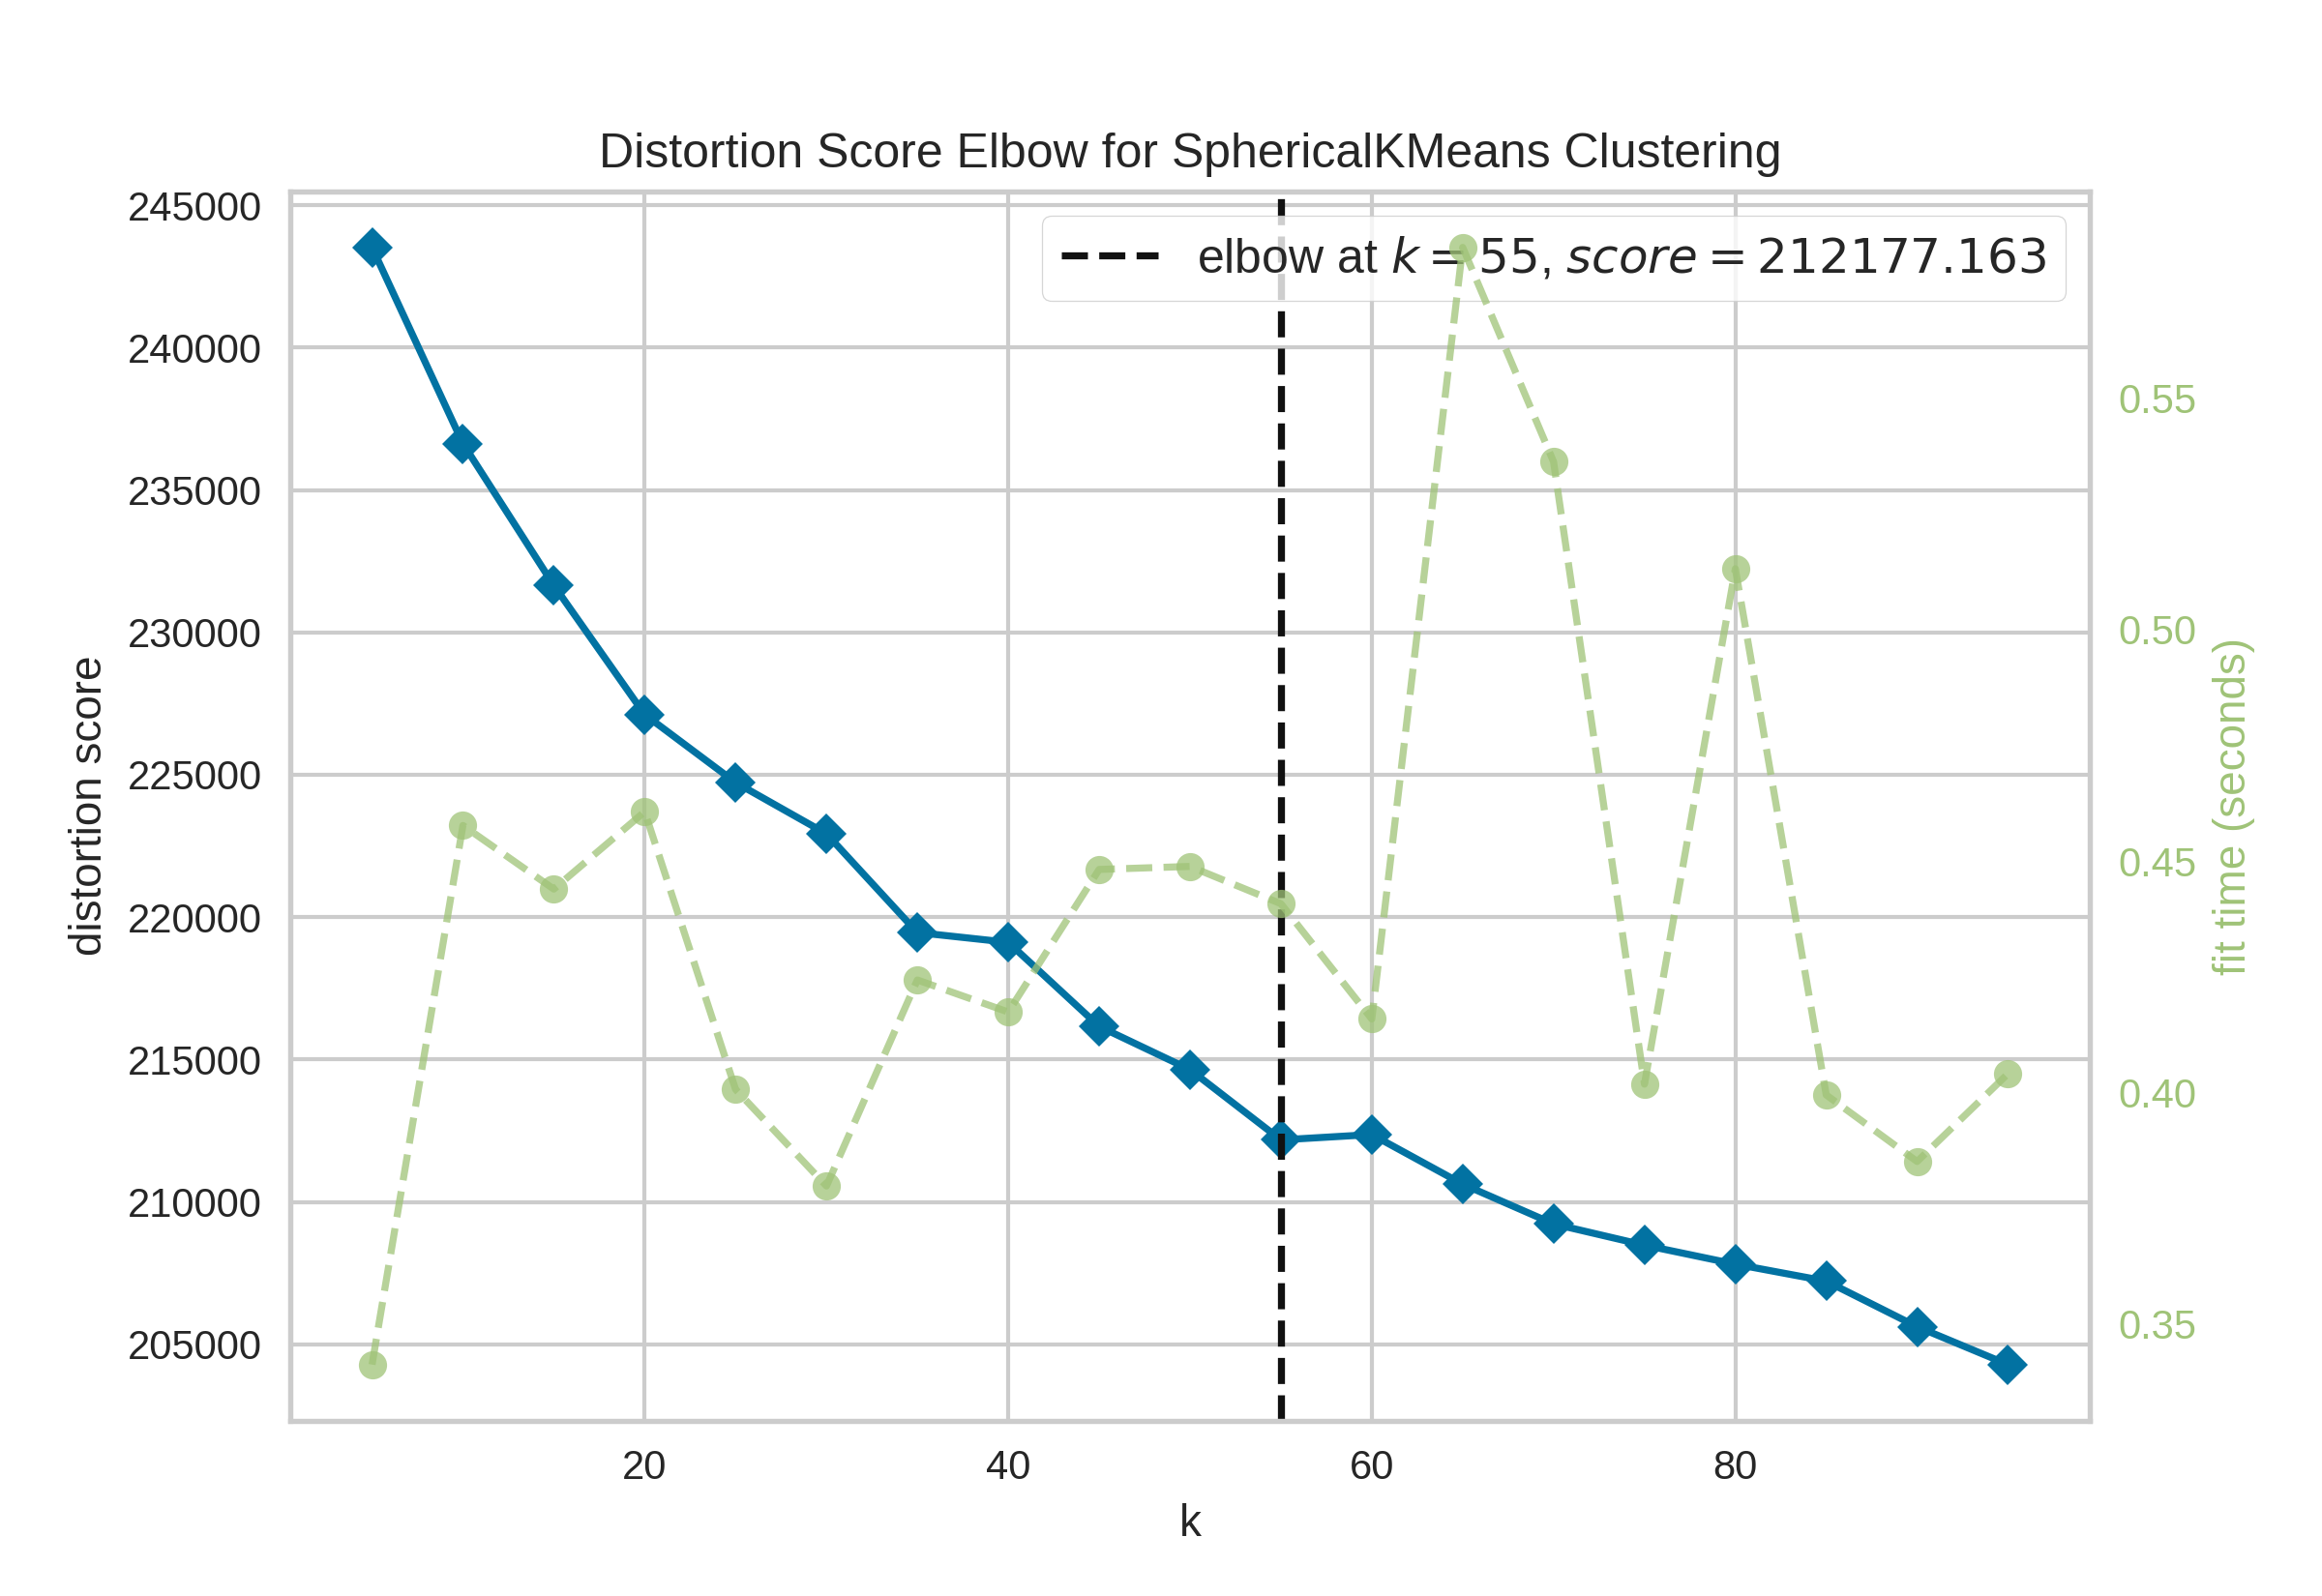 Distortion Score Elbow for SphericalKMeans Clustering
elbow at k = 55, score = 212177.163
distortion score
245000
240000
235000
230000
225000
220000
215000
210000
205000
0.55
0.50
0.45
0.40
0.35
fit time (seconds)
20 40 60 80
k